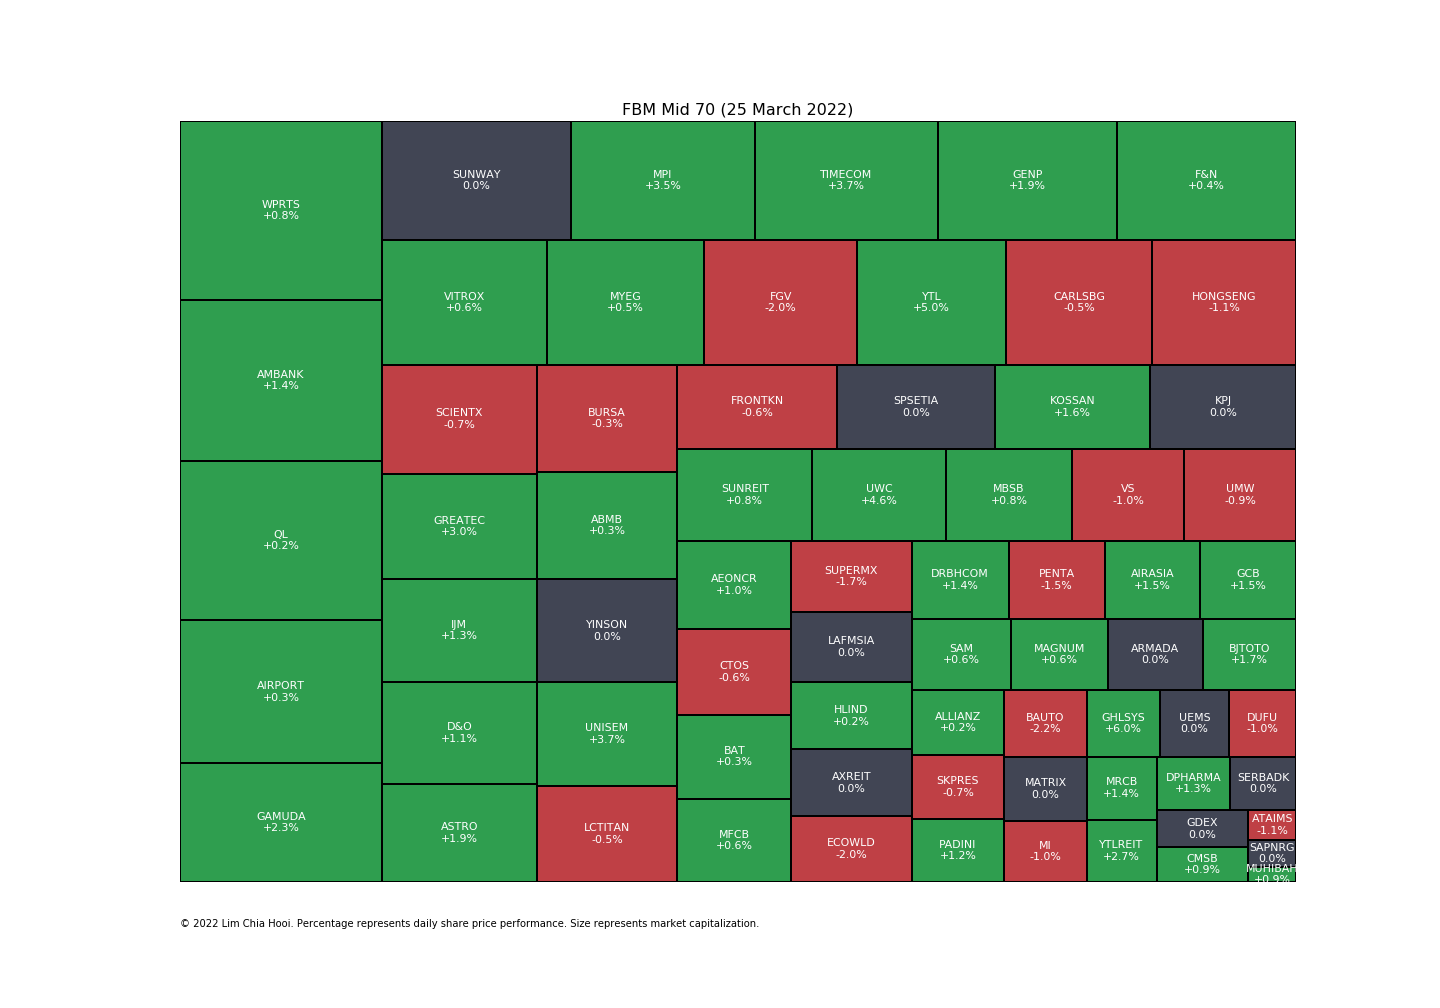 FBM Mid 70 (25 March 2022)
WPRTS
+0.8%
AMBANK
+1.4%
QL
+0.2%
AIRPORT
+0.3%
GAMUDA
+2.3%
SUNWAY
0.0%
MPI
+3.5%
TIMECOM
+3.7%
GENP
+1.9%
F&N
+0.4%
VITROX
+0.6%
MYEG
+0.5%
FGV
-2.0%
YTL
+5.0%
CARLSBG
-0.5%
HONGSENG
-1.1%
SCIENTX
-0.7%
GREATEC
+3.0%
IJM
+1.3%
D&O
+1.1%
ASTRO
+1.9%
BURSA
-0.3%
ABMB
+0.3%
YINSON
0.0%
UNISEM
+3.7%
LCTITAN
-0.5%
FRONTKN
-0.6%
SPSETIA
0.0%
KOSSAN
+1.6%
KPJ
0.0%
SUNREIT
+0.8%
UWC
+4.6%
MBSB
+0.8%
VS
-1.0%
UMW
-0.9%
AEONCR
+1.0%
CTOS
-0.6%
BAT
+0.3%
MFCB
+0.6%
SUPERMX
-1.7%
LAFMSIA
0.0%
HLIND
+0.2%
AXREIT
0.0%
ECOWLD
-2.0%
DRBHCOM
+1.4%
PENTA
-1.5%
AIRASIA
+1.5%
GCB
+1.5%
SAM
+0.6%
MAGNUM
+0.6%
ARMADA
0.0%
BJTOTO
+1.7%
ALLIANZ
+0.2%
SKPRES
-0.7%
PADINI
+1.2%
BAUTO
-2.2%
MATRIX
0.0%
MI
-1.0%
GHLSYS
+6.0%
UEMS
0.0%
DUFU
-1.0%
MRCB
+1.4%
YTLREIT
+2.7%
DPHARMA
+1.3%
SERBADK
0.0%
GDEX
0.0%
CMSB
+0.9%
ATAIMS
-1.1%
SAPNRG
0.0%
MUHIBAH
+0.9%
© 2022 Lim Chia Hooi. Percentage represents daily share price performance. Size represents market capitalization.